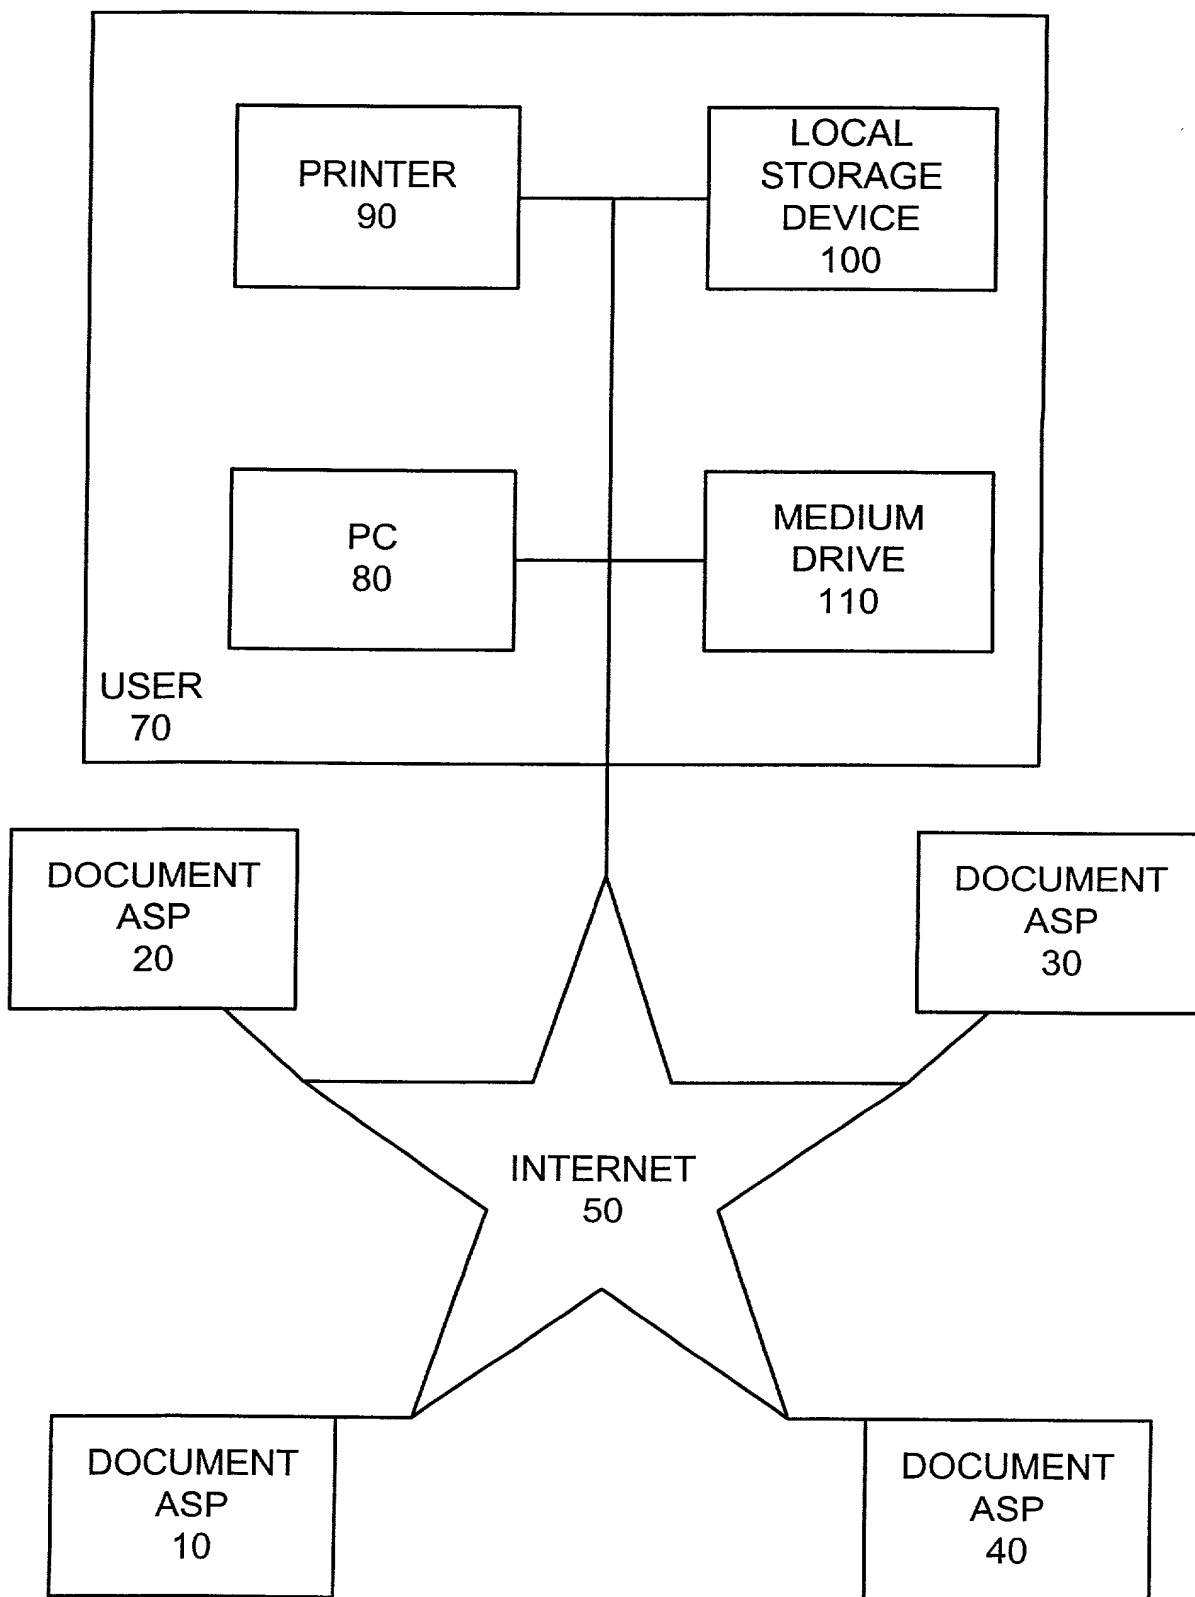 PRINTER
90
LOCAL
STORAGE
DEVICE
100
PC
80
MEDIUM
DRIVE
110
USER
70
DOCUMENT
ASP
20
DOCUMENT
ASP
30
INTERNET
50
DOCUMENT
ASP
10
DOCUMENT
ASP
40